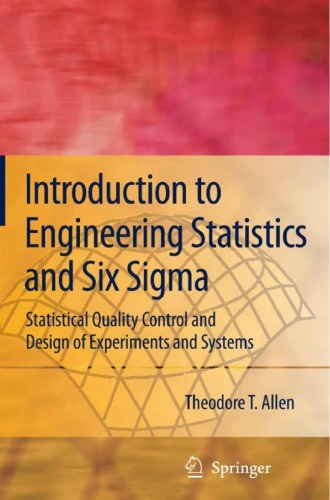 Introduction to
Engineering Statistics
and Six Sigma
Statistical Quality Control and
Design of Experiments and Systems
Theodore T. Allen
Springer